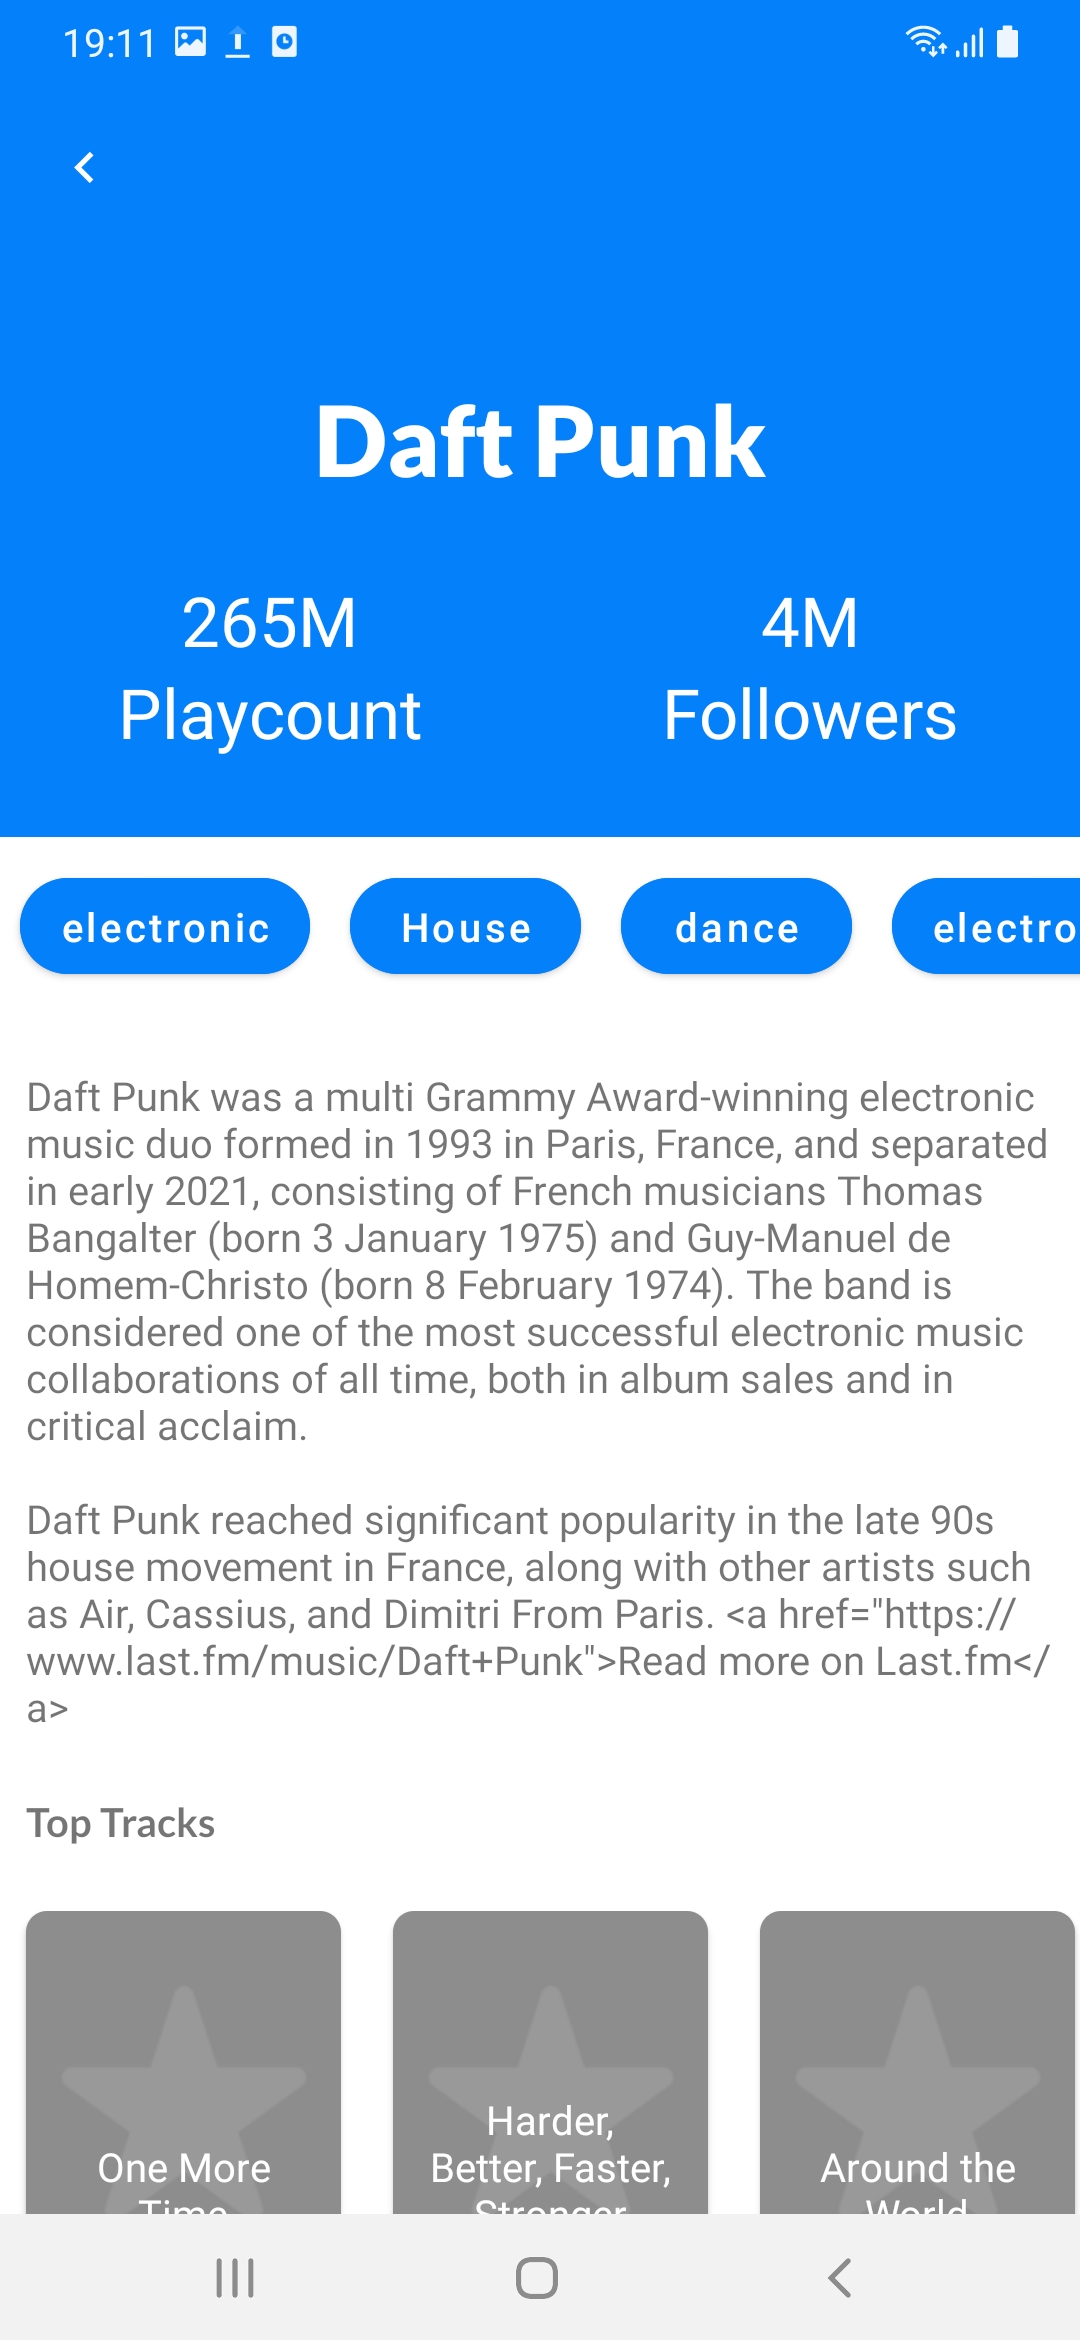 19:11
Daft Punk
265M
4M
Playcount
Followers
electronic
House
dance
electro
Daft Punk was a multi Grammy Award-winning electronic
music duo formed in 1993 in Paris, France, and separated
in early 2021, consisting of French musicians Thomas
Bangalter (born 3 January 1975) and Guy-Manuel de
Homem-Christo (born 8 February 1974). The band is
considered one of the most successful electronic music
collaborations of all time, both in album sales and in
critical acclaim.
Daft Punk reached significant popularity in the late 90s
house movement in France, along with other artists such
as Air, Cassius, and Dimitri From Paris. <a href="https://
www.last.fm/music/Daft+Punk">Read more on Last.fm</
a>
Top Tracks
One More
Time
Harder,
Better, Faster,
Stronger
Around the
World